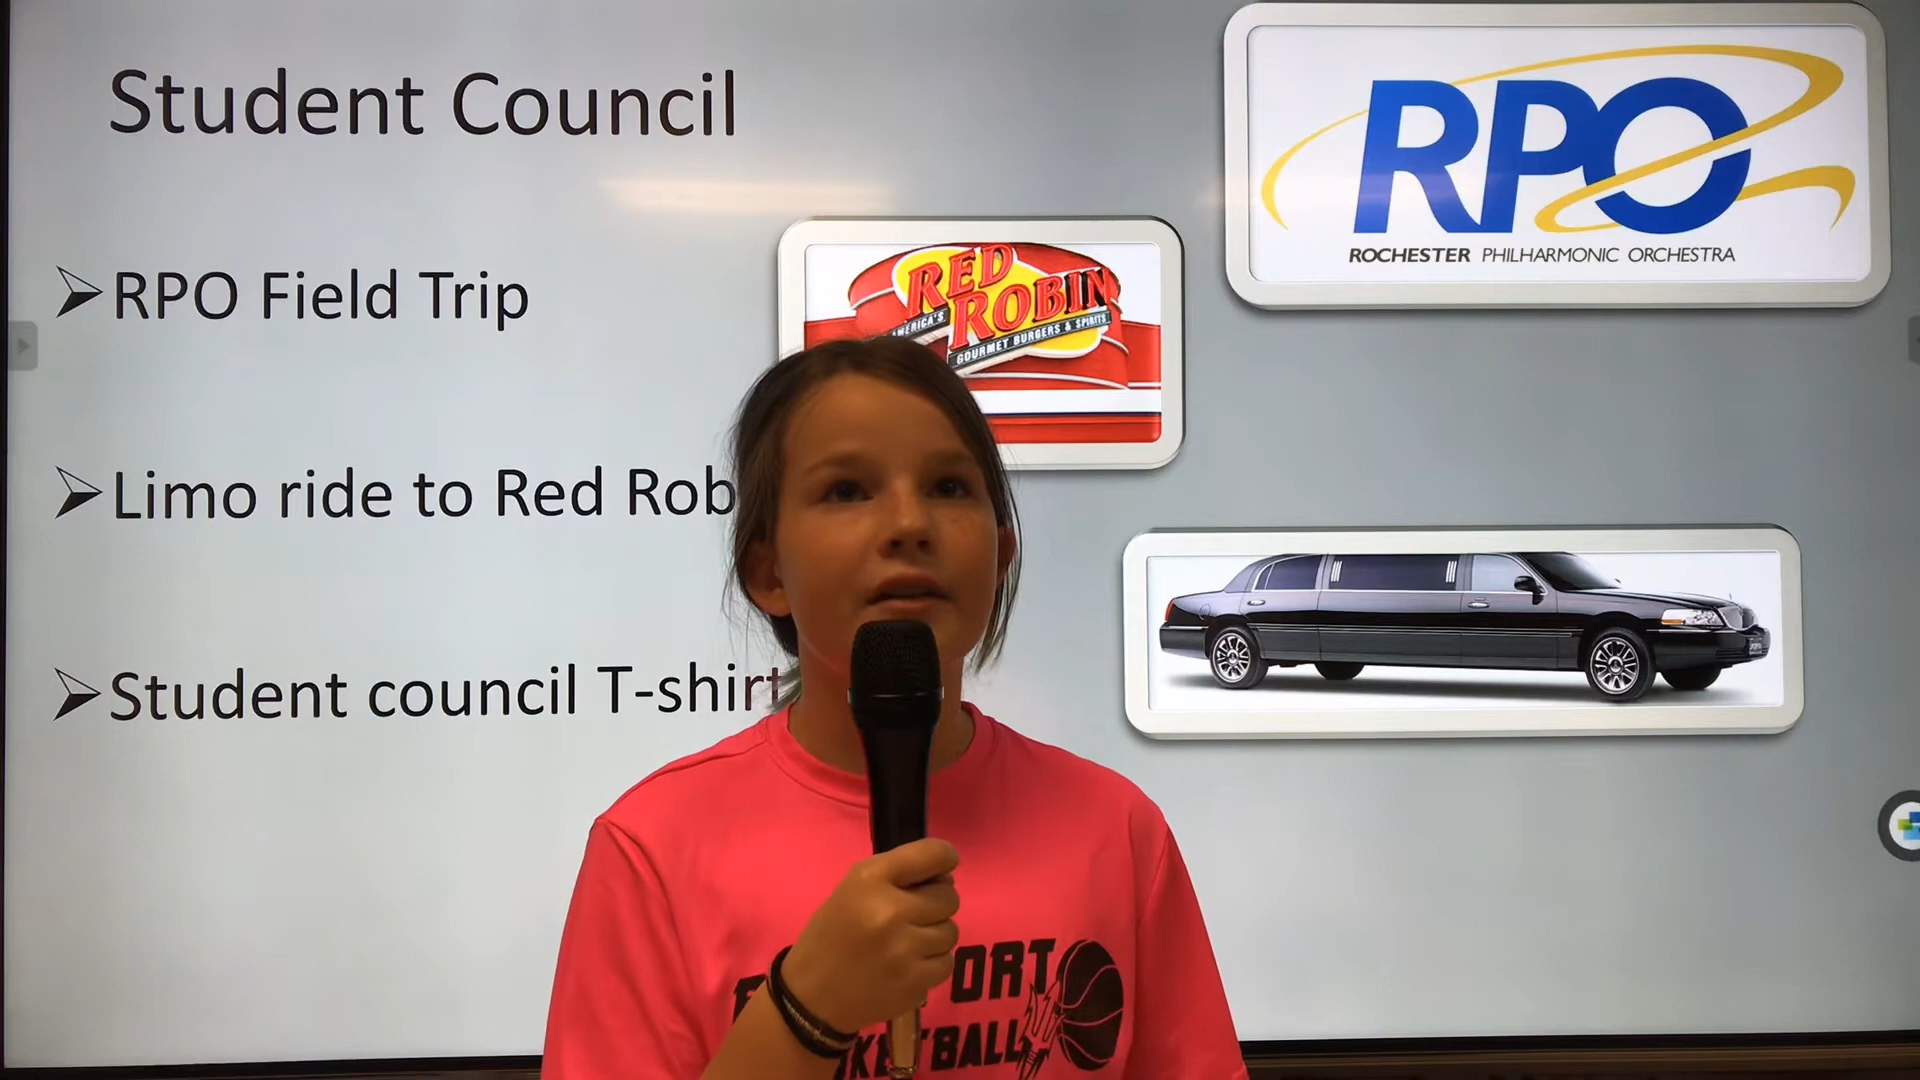 Student Council
RPO
ROCHESTER PHILHARMONIC ORCHESTRA
RED
ROBIN
AMERICA'S
GOURMET BURGERS & SPIRITS
➢RPO Field Trip
➢Limo ride to Red Rob
➢Student council T-shirt
ORT
BALL